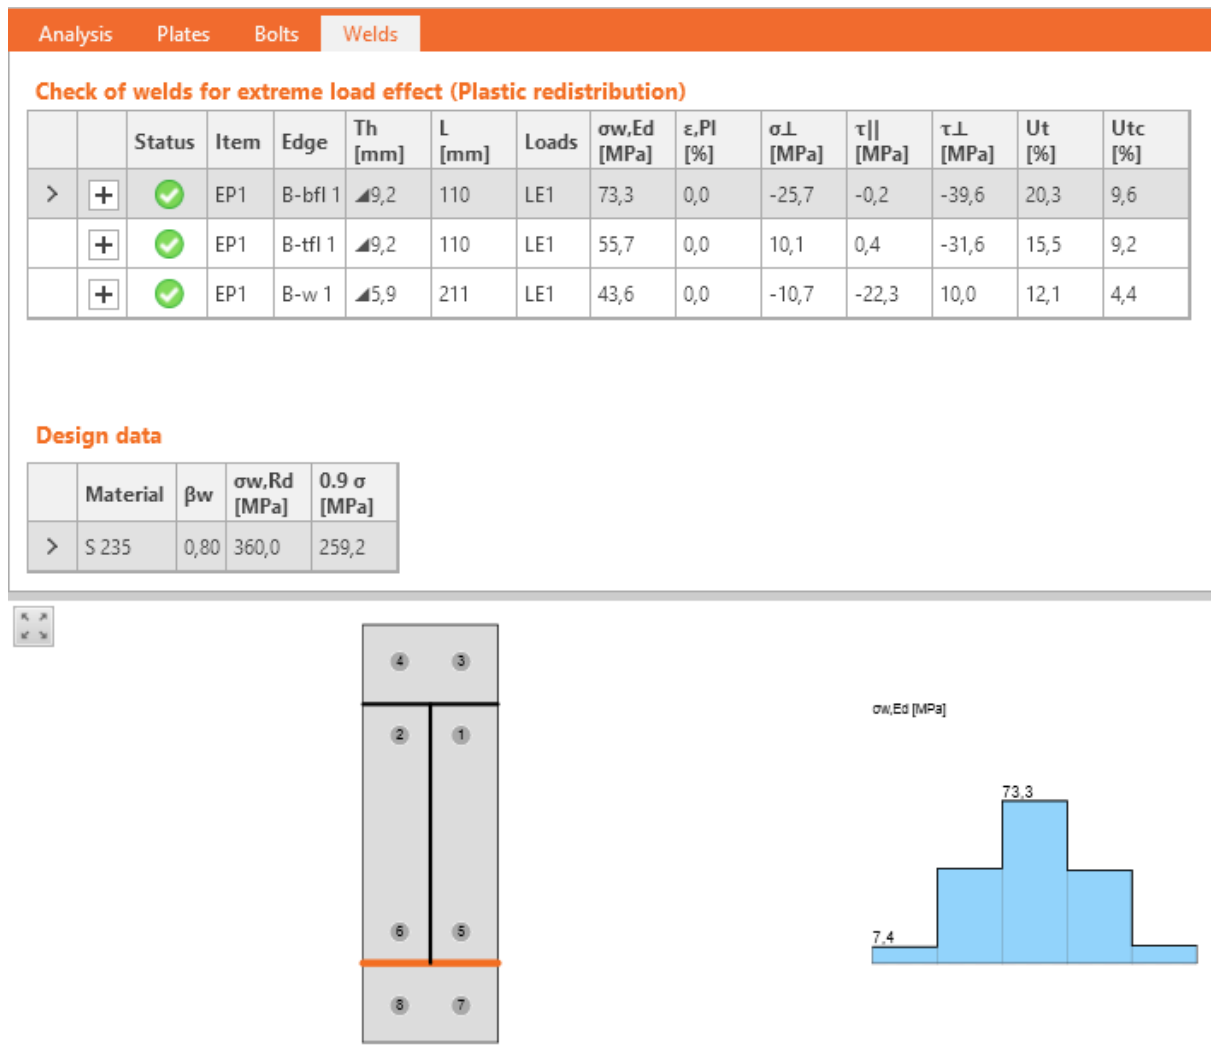 Analysis Plates Bolts Welds
Check of welds for extreme load effect (Plastic redistribution)
Status Item Edge Th [mm] L [mm] Loads σw,Ed [MPa] ε,Pl [%] σ⊥ [MPa] τ|| [MPa] τ⊥ [MPa] Ut [%] Utc [%]
> + EP1 B-bfl 1 ◢9,2 110 LE1 73,3 0,0 -25,7 -0,2 -39,6 20,3 9,6
+ EP1 B-tfl 1 ◢9,2 110 LE1 55,7 0,0 10,1 0,4 -31,6 15,5 9,2
+ EP1 B-w 1 ◢5,9 211 LE1 43,6 0,0 -10,7 -22,3 10,0 12,1 4,4
Design data
Material βw σw,Rd [MPa] 0.9 σ [MPa]
> S 235 0,80 360,0 259,2
4 3
2 1
6 5
8 7
σw,Ed [MPa]
73,3
7,4